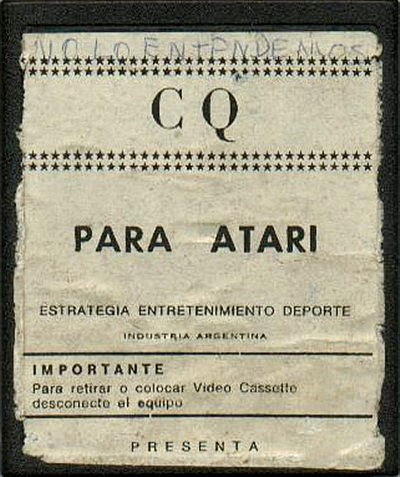 NO LO ENTENDEMOS
CQ
PARA ATARI
ESTRATEGIA ENTRETENIMIENTO DEPORTE
INDUSTRIA ARGENTINA
IMPORTANTE
Para retirar o colocar Video Cassette
desconecte el equipo
PRESENTA